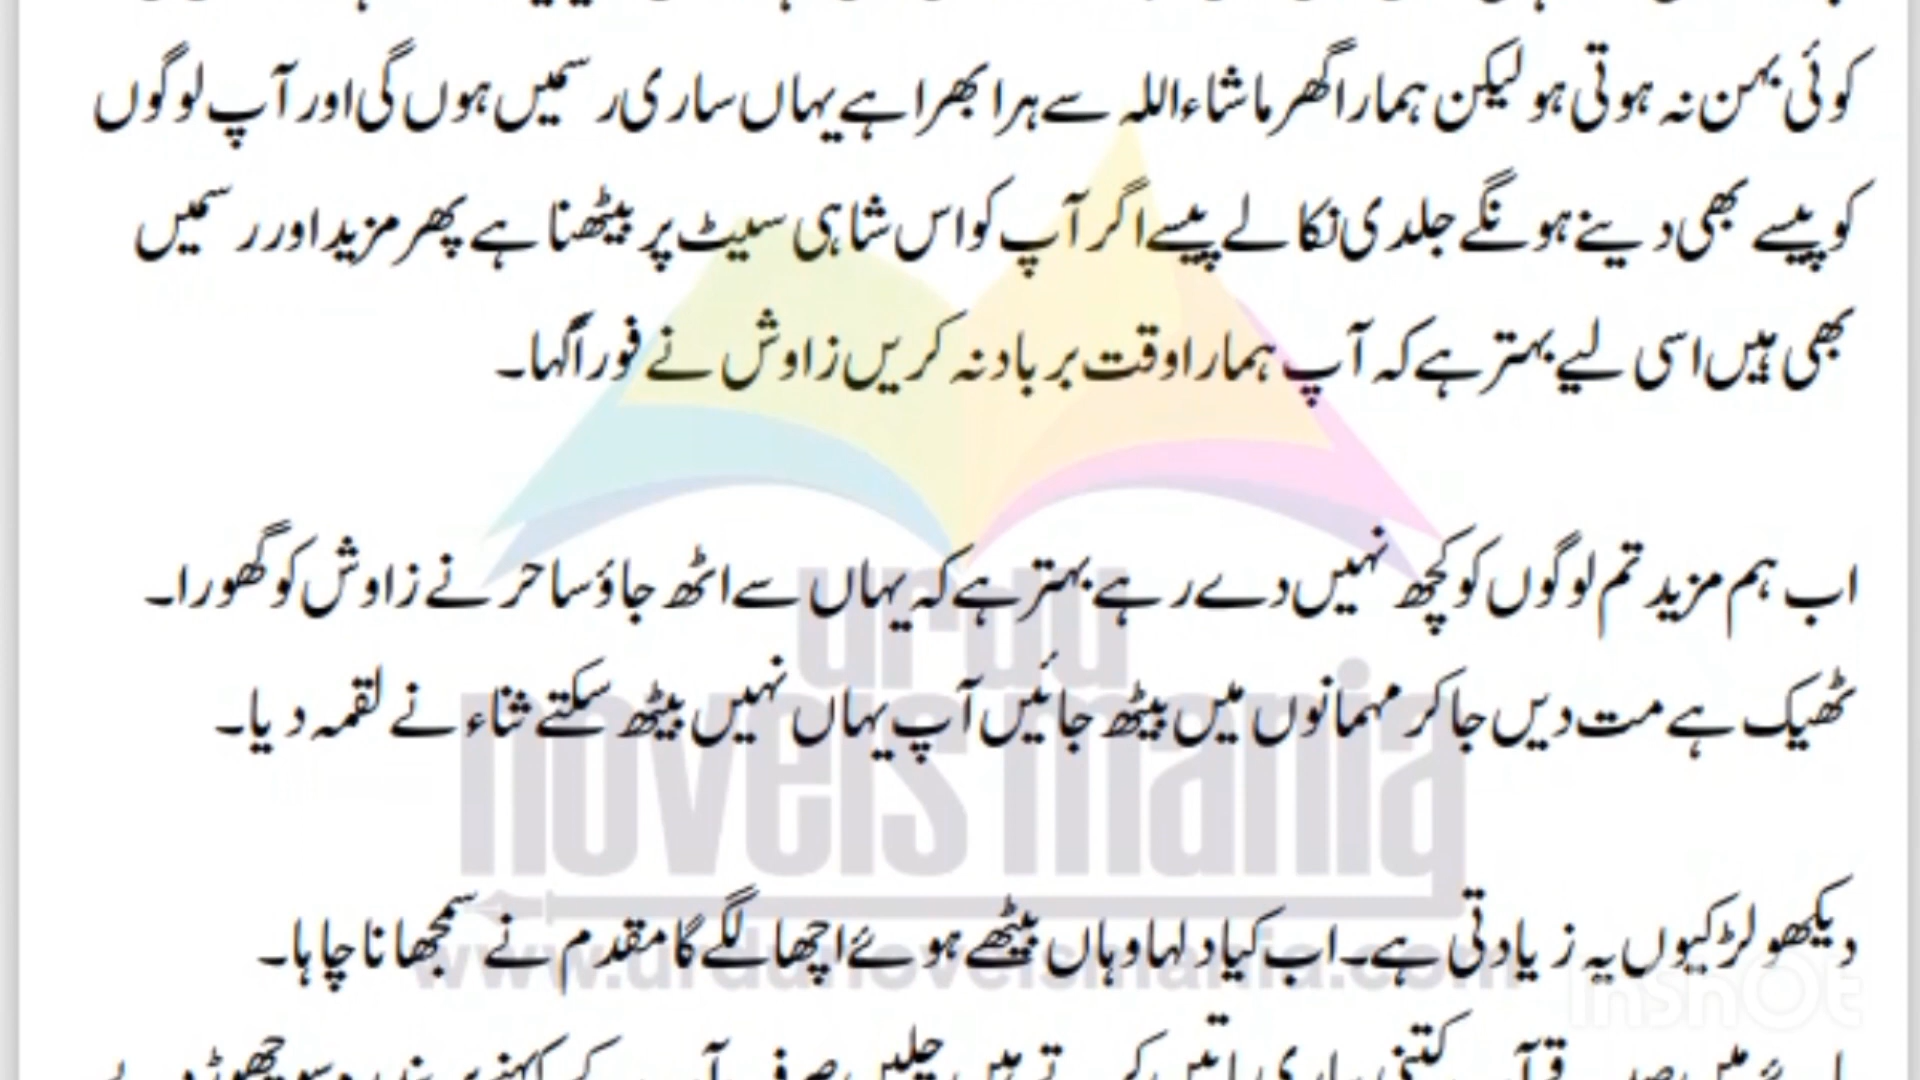 کوئی بہن نہ ہوتی ہو لیکن ہمارا گھر ماشاءاللہ سے ہرا بھرا ہے یہاں ساری رسمیں ہوں گی اور آپ لوگوں
کو پیسے بھی دینے ہونگے جلدی نکالے پیسے اگر آپ کو اس شاہی سیٹ پر بیٹھنا ہے پھر مزید اور رسمیں
بھی ہیں اسی لیے بہتر ہے کہ آپ ہمارا وقت برباد نہ کریں زاوش نے فوراً کہا۔
اب ہم مزید تم لوگوں کو کچھ نہیں دے رہے بہتر ہے کہ یہاں سے اٹھ جاؤ ساحر نے زاوش کو گھورا۔
ٹھیک ہے مت دیں جا کر مہمانوں میں بیٹھ جائیں آپ یہاں نہیں بیٹھ سکتے ثناء نے لقمہ دیا۔
urdu
novels mania
دیکھو لڑکیوں یہ زیادتی ہے۔ اب کیا دلہا وہاں بیٹھے ہوئے اچھا لگے گا مقدم نے سمجھانا چاہا۔
www.urdunovelsmania.com
InShOt